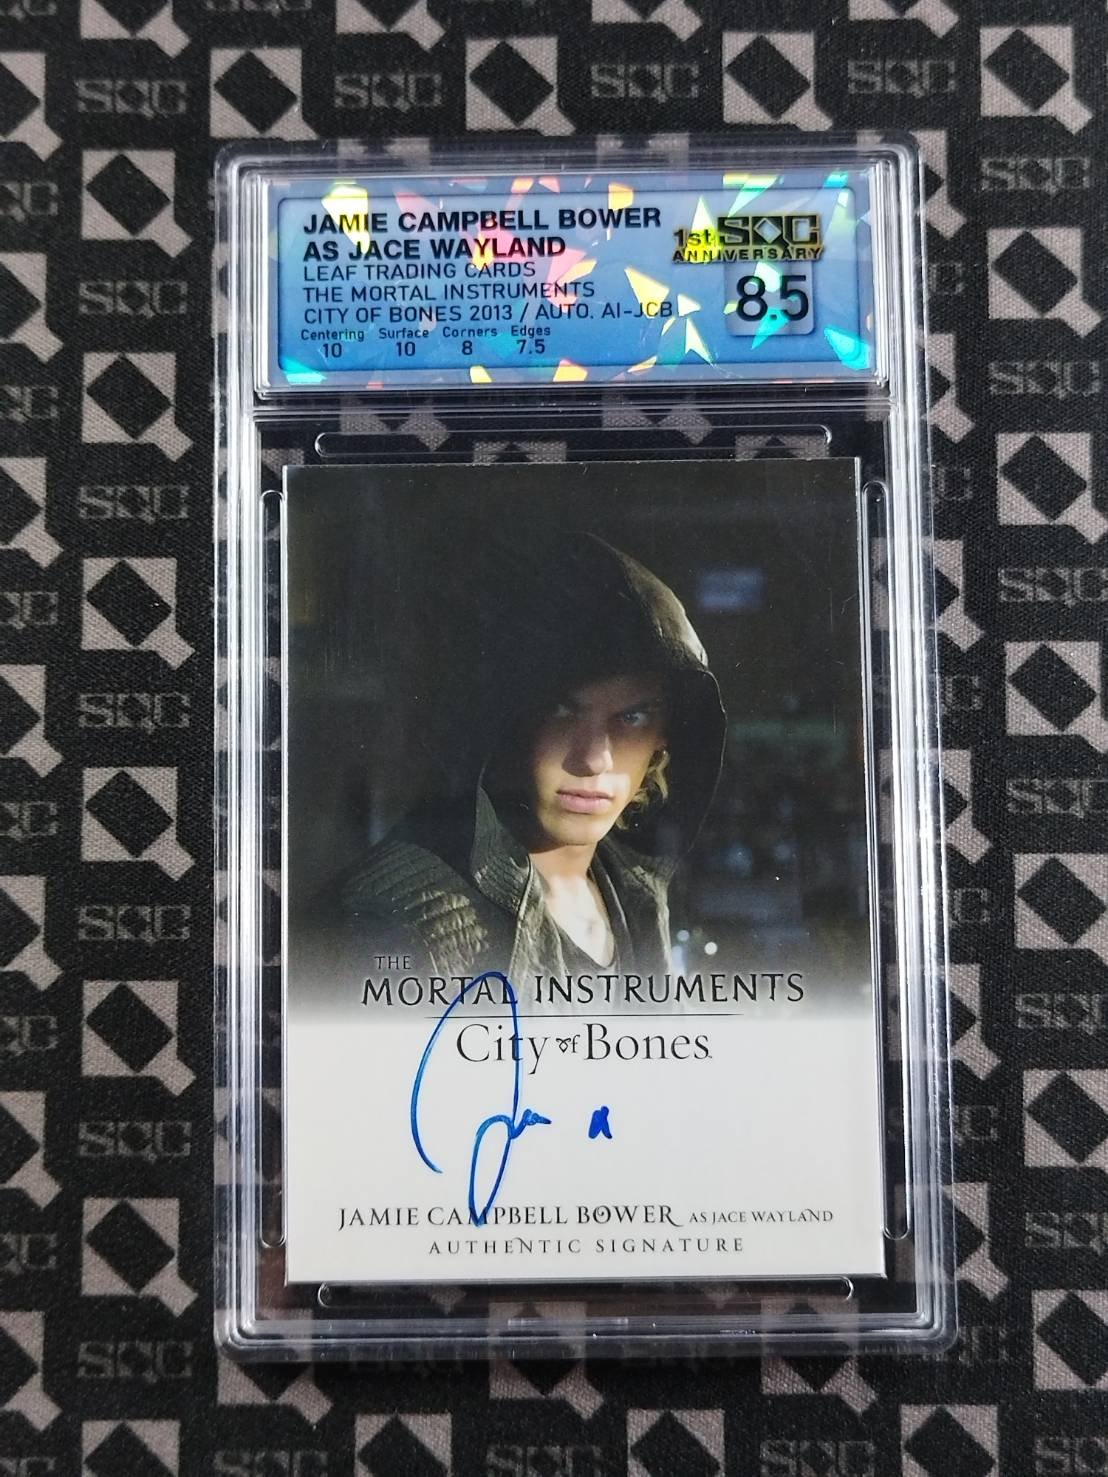 JAMIE CAMPBELL BOWER
AS JACE WAYLAND
LEAF TRADING CARDS
THE MORTAL INSTRUMENTS
CITY OF BONES 2013 / AUTO. AI-JCB
Centering Surface Corners Edges
10 10 8 7.5
1st SQC
ANNIVERSARY
8.5
THE
MORTAL INSTRUMENTS
City of Bones
JAMIE CAMPBELL BOWER AS JACE WAYLAND
AUTHENTIC SIGNATURE
SQC